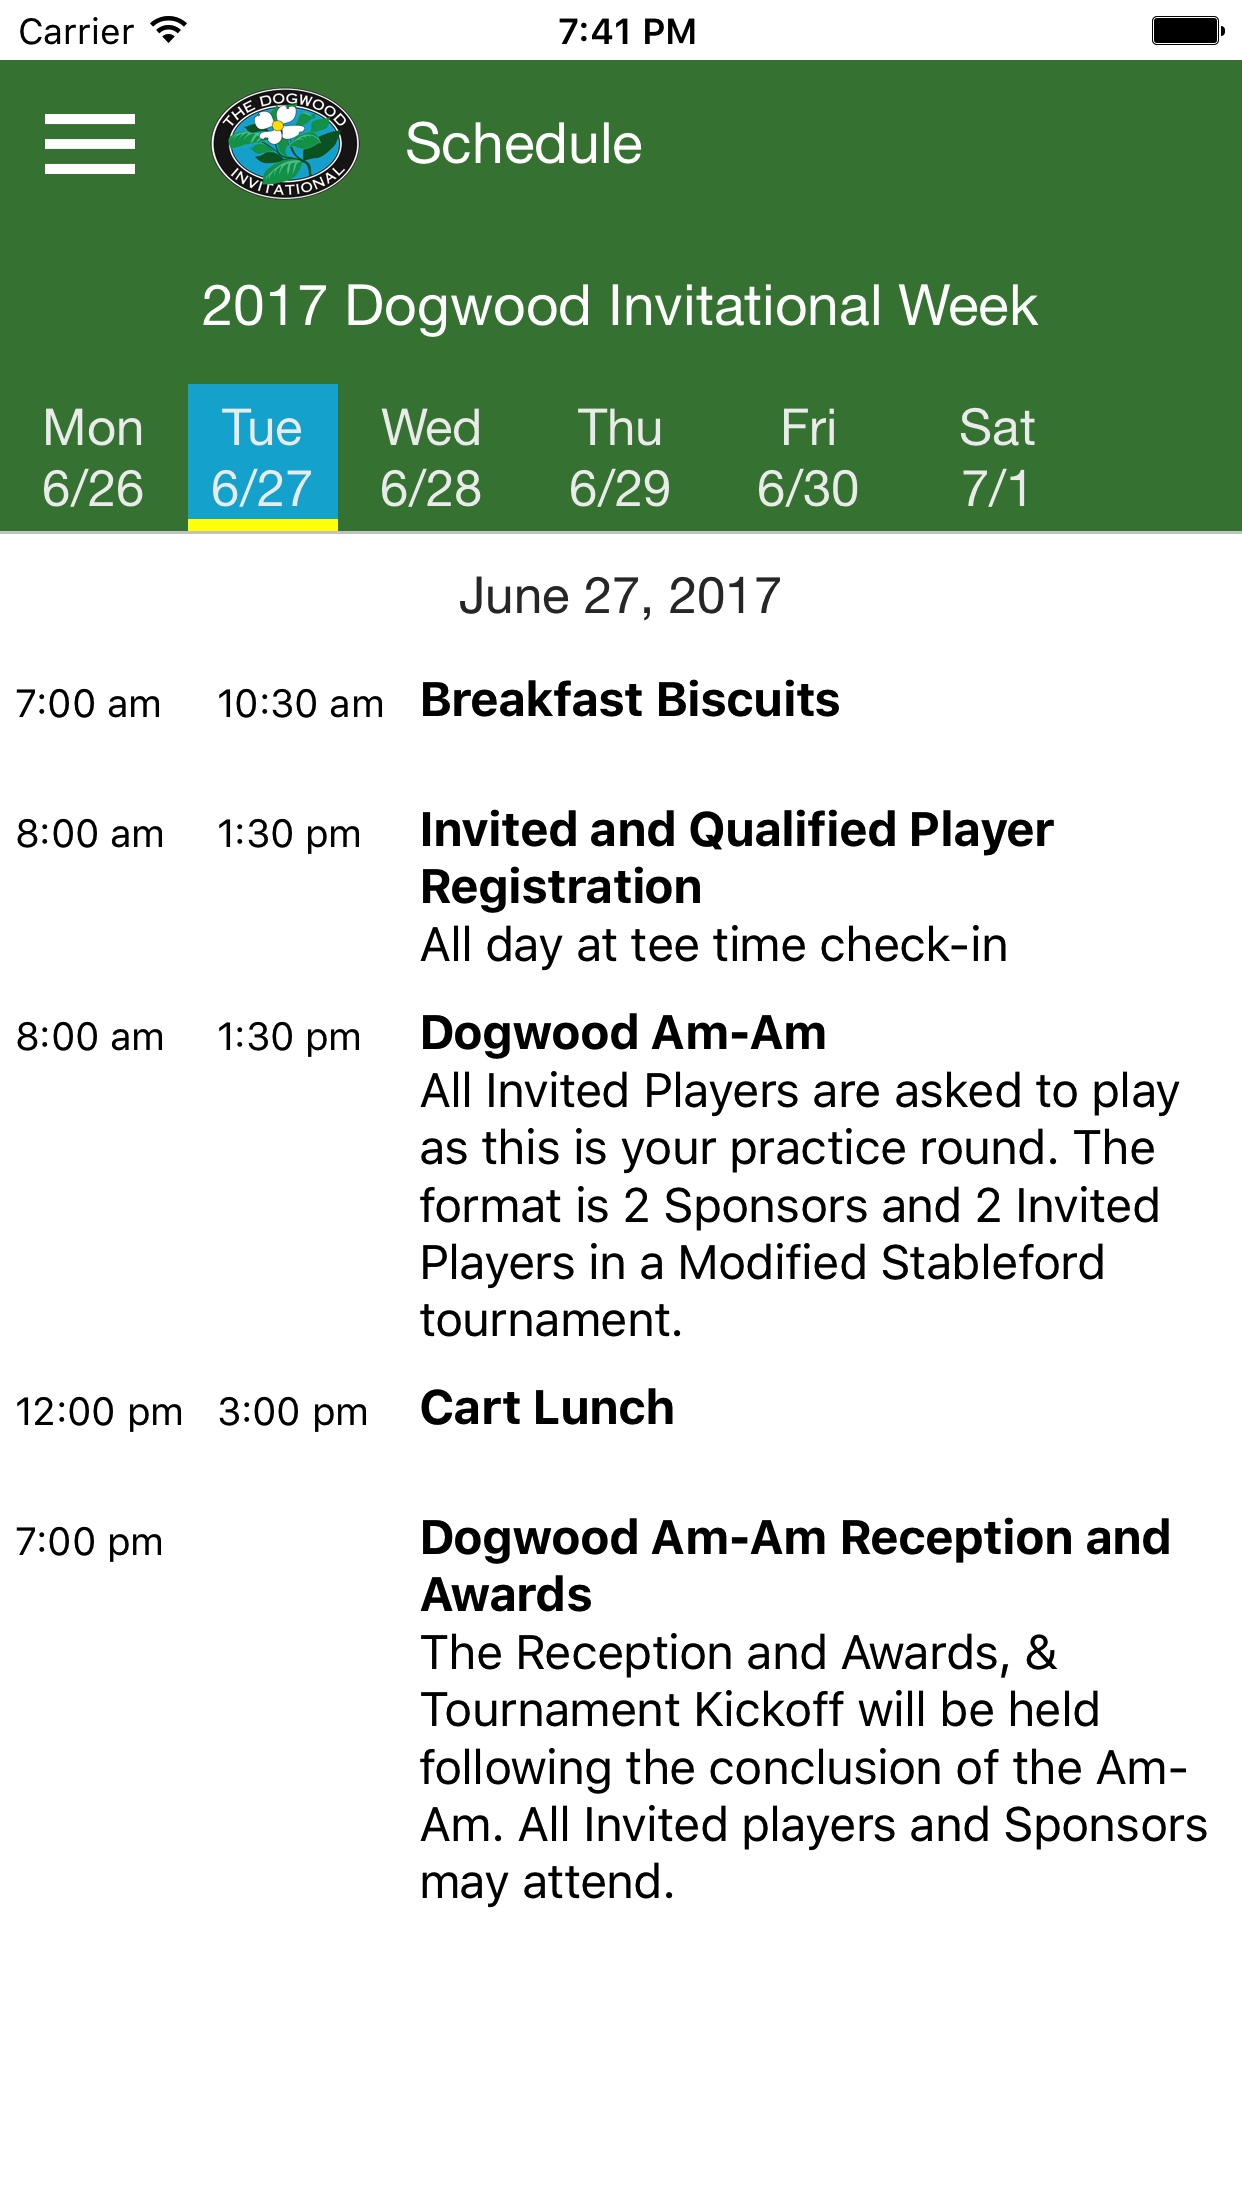 Carrier 7:41 PM
THE DOGWOOD
INVITATIONAL
Schedule
2017 Dogwood Invitational Week
Mon Tue Wed Thu Fri Sat
6/26 6/27 6/28 6/29 6/30 7/1
June 27, 2017
7:00 am 10:30 am Breakfast Biscuits
8:00 am 1:30 pm Invited and Qualified Player
Registration
All day at tee time check-in
8:00 am 1:30 pm Dogwood Am-Am
All Invited Players are asked to play
as this is your practice round. The
format is 2 Sponsors and 2 Invited
Players in a Modified Stableford
tournament.
12:00 pm 3:00 pm Cart Lunch
7:00 pm Dogwood Am-Am Reception and
Awards
The Reception and Awards, &
Tournament Kickoff will be held
following the conclusion of the Am-
Am. All Invited players and Sponsors
may attend.